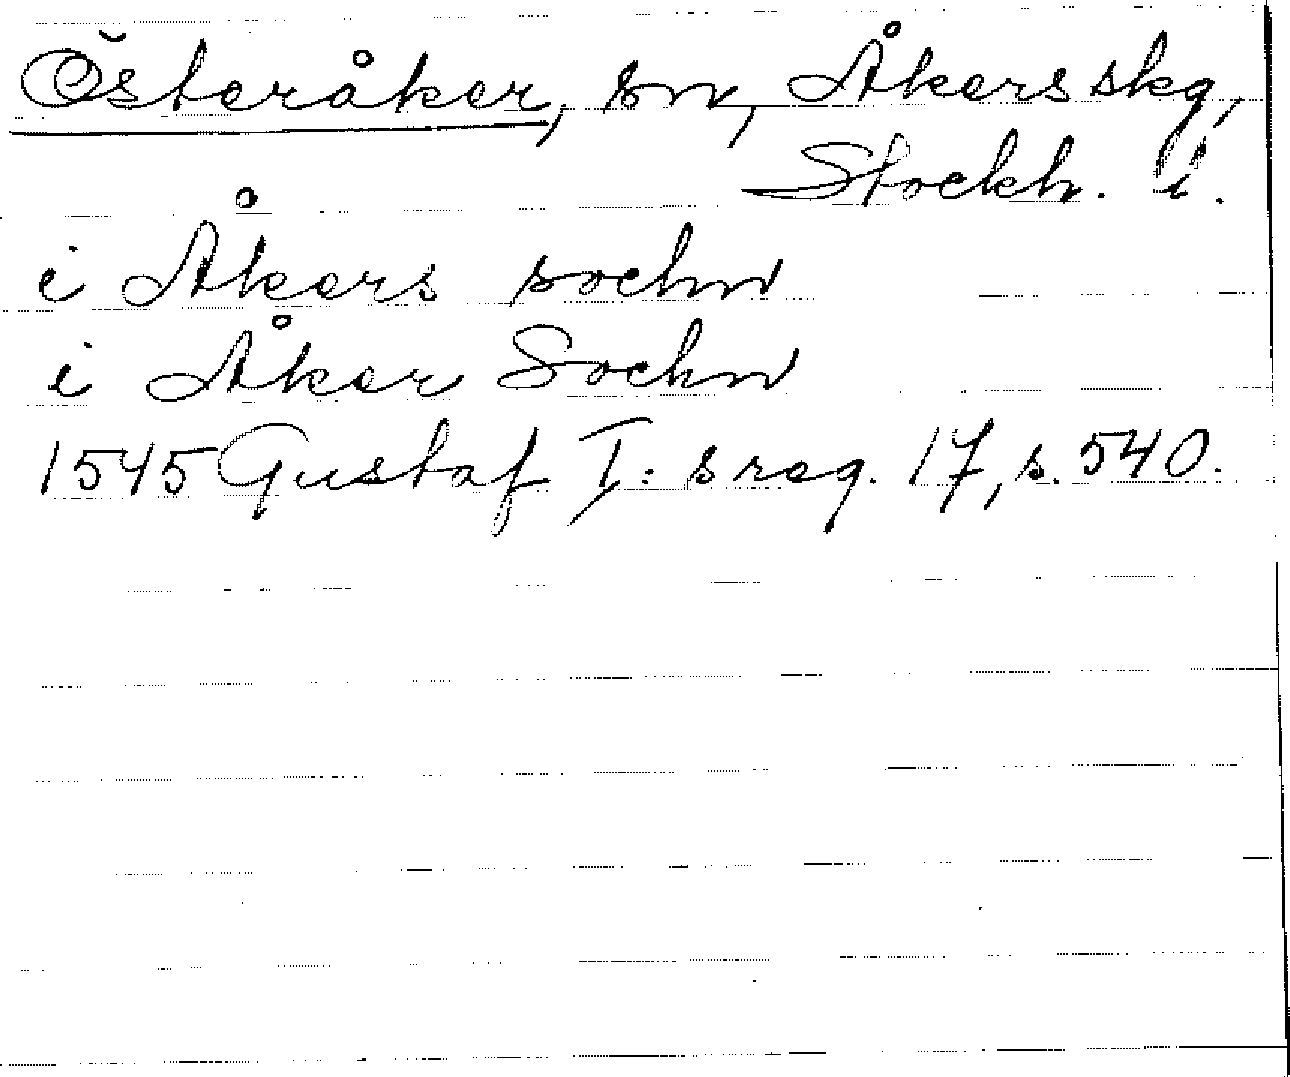 Österåker, sn, Åkers skg,
Stockh. l.
i Åkers sochn
i Åker Sochn
1545 Gustaf I: s reg. 17, s. 540.